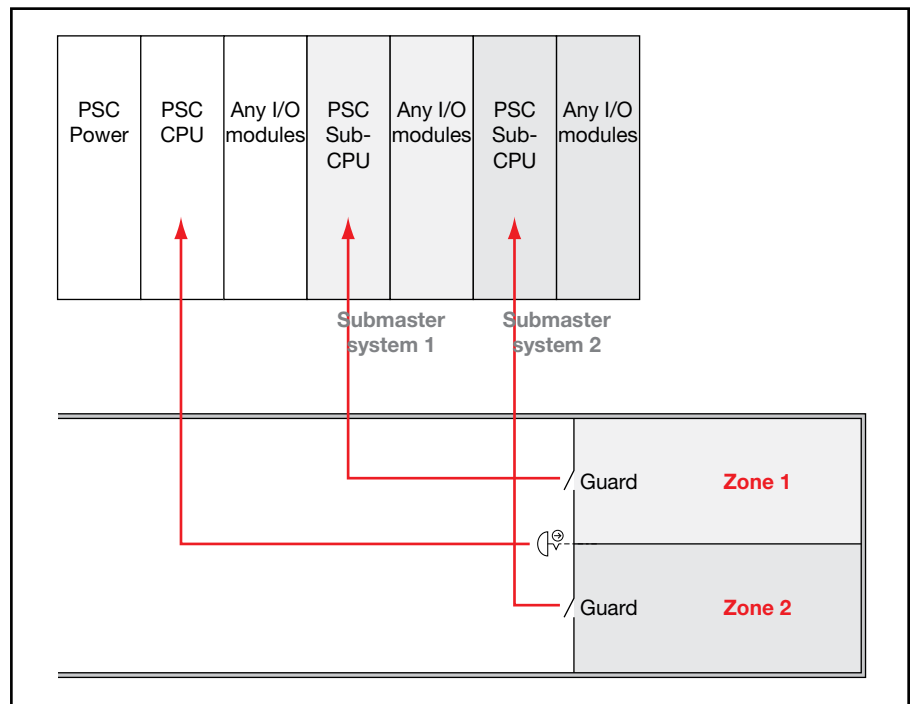 PSC
Power
PSC
CPU
Any I/O
modules
PSC
Sub-
CPU
Any I/O
modules
PSC
Sub-
CPU
Any I/O
modules
Submaster
system 1
Submaster
system 2
Guard
Zone 1
Guard
Zone 2